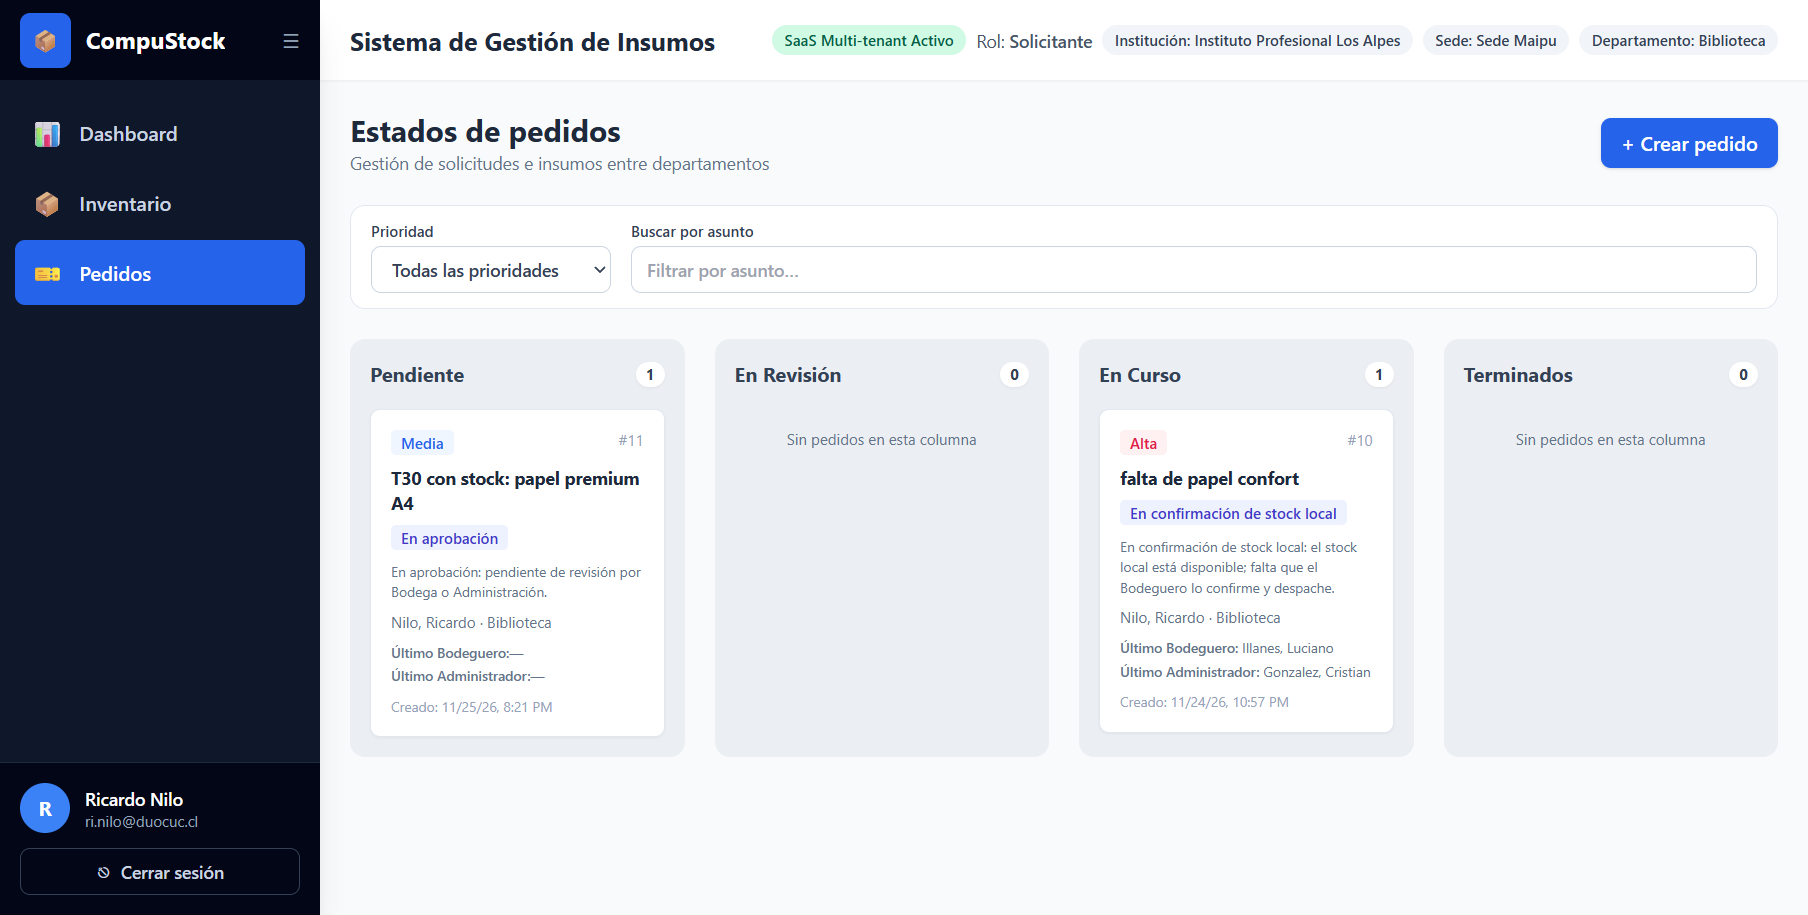 CompuStock
Dashboard
Inventario
Pedidos
Ricardo Nilo
ri.nilo@duocuc.cl
R
Cerrar sesión
Sistema de Gestión de Insumos
SaaS Multi-tenant Activo
Rol: Solicitante
Institución: Instituto Profesional Los Alpes
Sede: Sede Maipu
Departamento: Biblioteca
Estados de pedidos
Gestión de solicitudes e insumos entre departamentos
+ Crear pedido
Prioridad
Todas las prioridades
Buscar por asunto
Filtrar por asunto...
Pendiente
1
Media
#11
T30 con stock: papel premium
A4
En aprobación
En aprobación: pendiente de revisión por
Bodega o Administración.
Nilo, Ricardo · Biblioteca
Último Bodeguero:—
Último Administrador:—
Creado: 11/25/26, 8:21 PM
En Revisión
0
Sin pedidos en esta columna
En Curso
1
Alta
#10
falta de papel confort
En confirmación de stock local
En confirmación de stock local: el stock
local está disponible; falta que el
Bodeguero lo confirme y despache.
Nilo, Ricardo · Biblioteca
Último Bodeguero: Illanes, Luciano
Último Administrador: Gonzalez, Cristian
Creado: 11/24/26, 10:57 PM
Terminados
0
Sin pedidos en esta columna